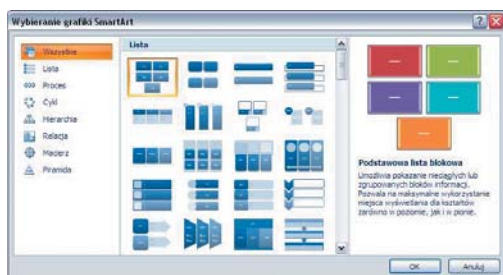 Wybieranie grafiki SmartArt
Wszystkie
Lista
Proces
Cykl
Hierarchia
Relacja
Macierz
Piramida
Lista
Podstawowa lista blokowa
Umożliwia pokazanie nieciągłych lub
zgrupowanych bloków informacji.
Pozwala na maksymalne wykorzystanie
miejsca wyświetlania dla kształtów
zarówno w poziomie, jak i w pionie.
OK
Anuluj